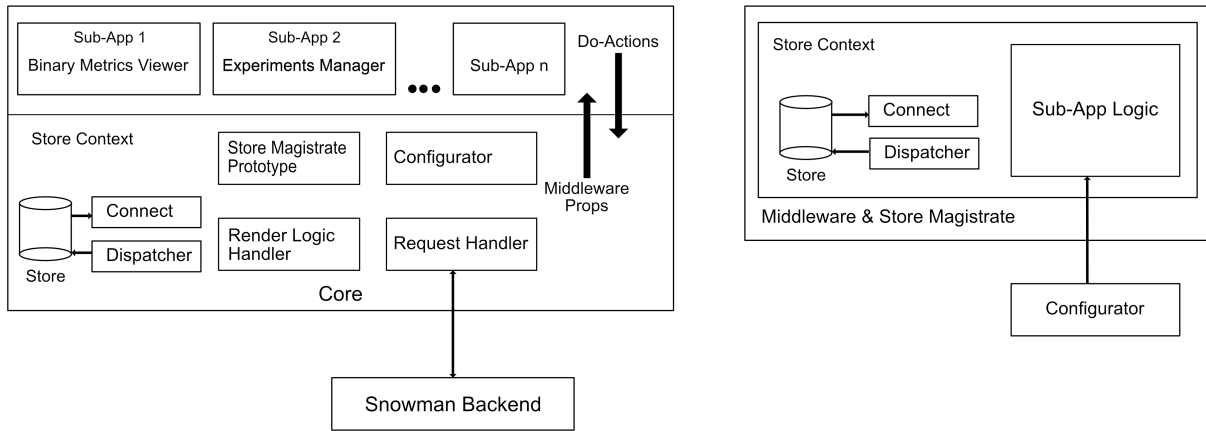 Sub-App 1
Binary Metrics Viewer
Sub-App 2
Experiments Manager
Sub-App n
Do-Actions
Store Context
Store Magistrate
Prototype
Configurator
Middleware
Props
Connect
Dispatcher
Store
Render Logic
Handler
Request Handler
Core
Snowman Backend
Store Context
Connect
Dispatcher
Store
Sub-App Logic
Middleware & Store Magistrate
Configurator